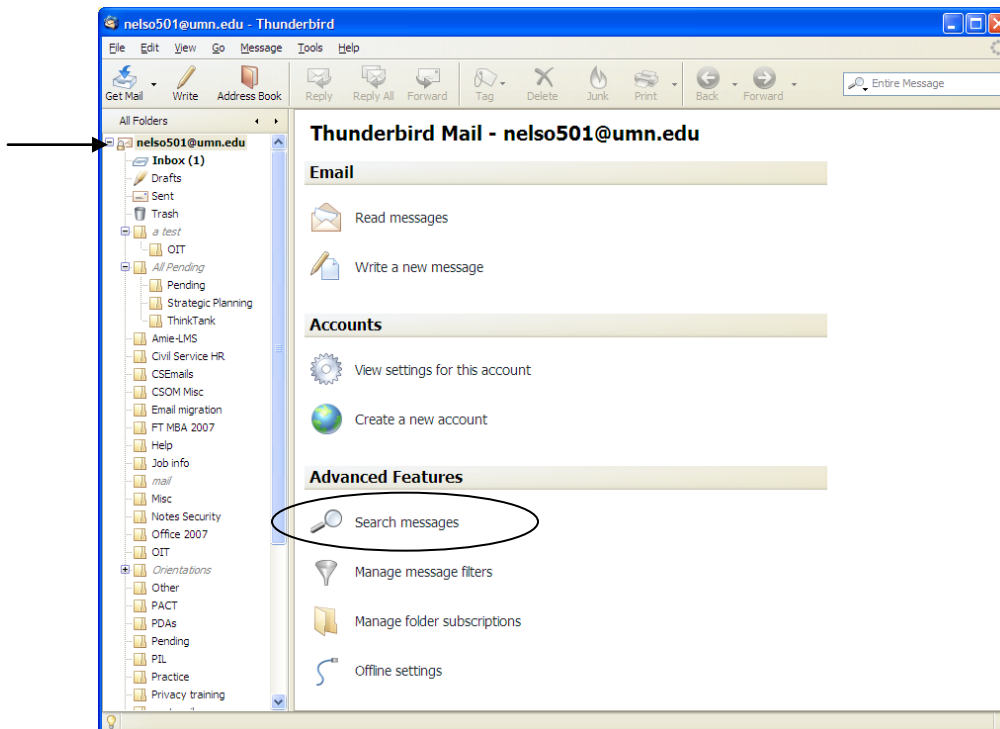 nelso501@umn.edu - Thunderbird
File Edit View Go Message Tools Help
Get Mail Write Address Book Reply Reply All Forward Tag Delete Junk Print Back Forward Entire Message
All Folders
nelso501@umn.edu
Inbox (1)
Drafts
Sent
Trash
a test
OIT
All Pending
Pending
Strategic Planning
ThinkTank
Amie-LMS
Civil Service HR
CSEmails
CSOM Misc
Email migration
FT MBA 2007
Help
Job info
mail
Misc
Notes Security
Office 2007
OIT
Orientations
Other
PACT
PDAs
Pending
PIL
Practice
Privacy training
Thunderbird Mail - nelso501@umn.edu
Email
Read messages
Write a new message
Accounts
View settings for this account
Create a new account
Advanced Features
Search messages
Manage message filters
Manage folder subscriptions
Offline settings